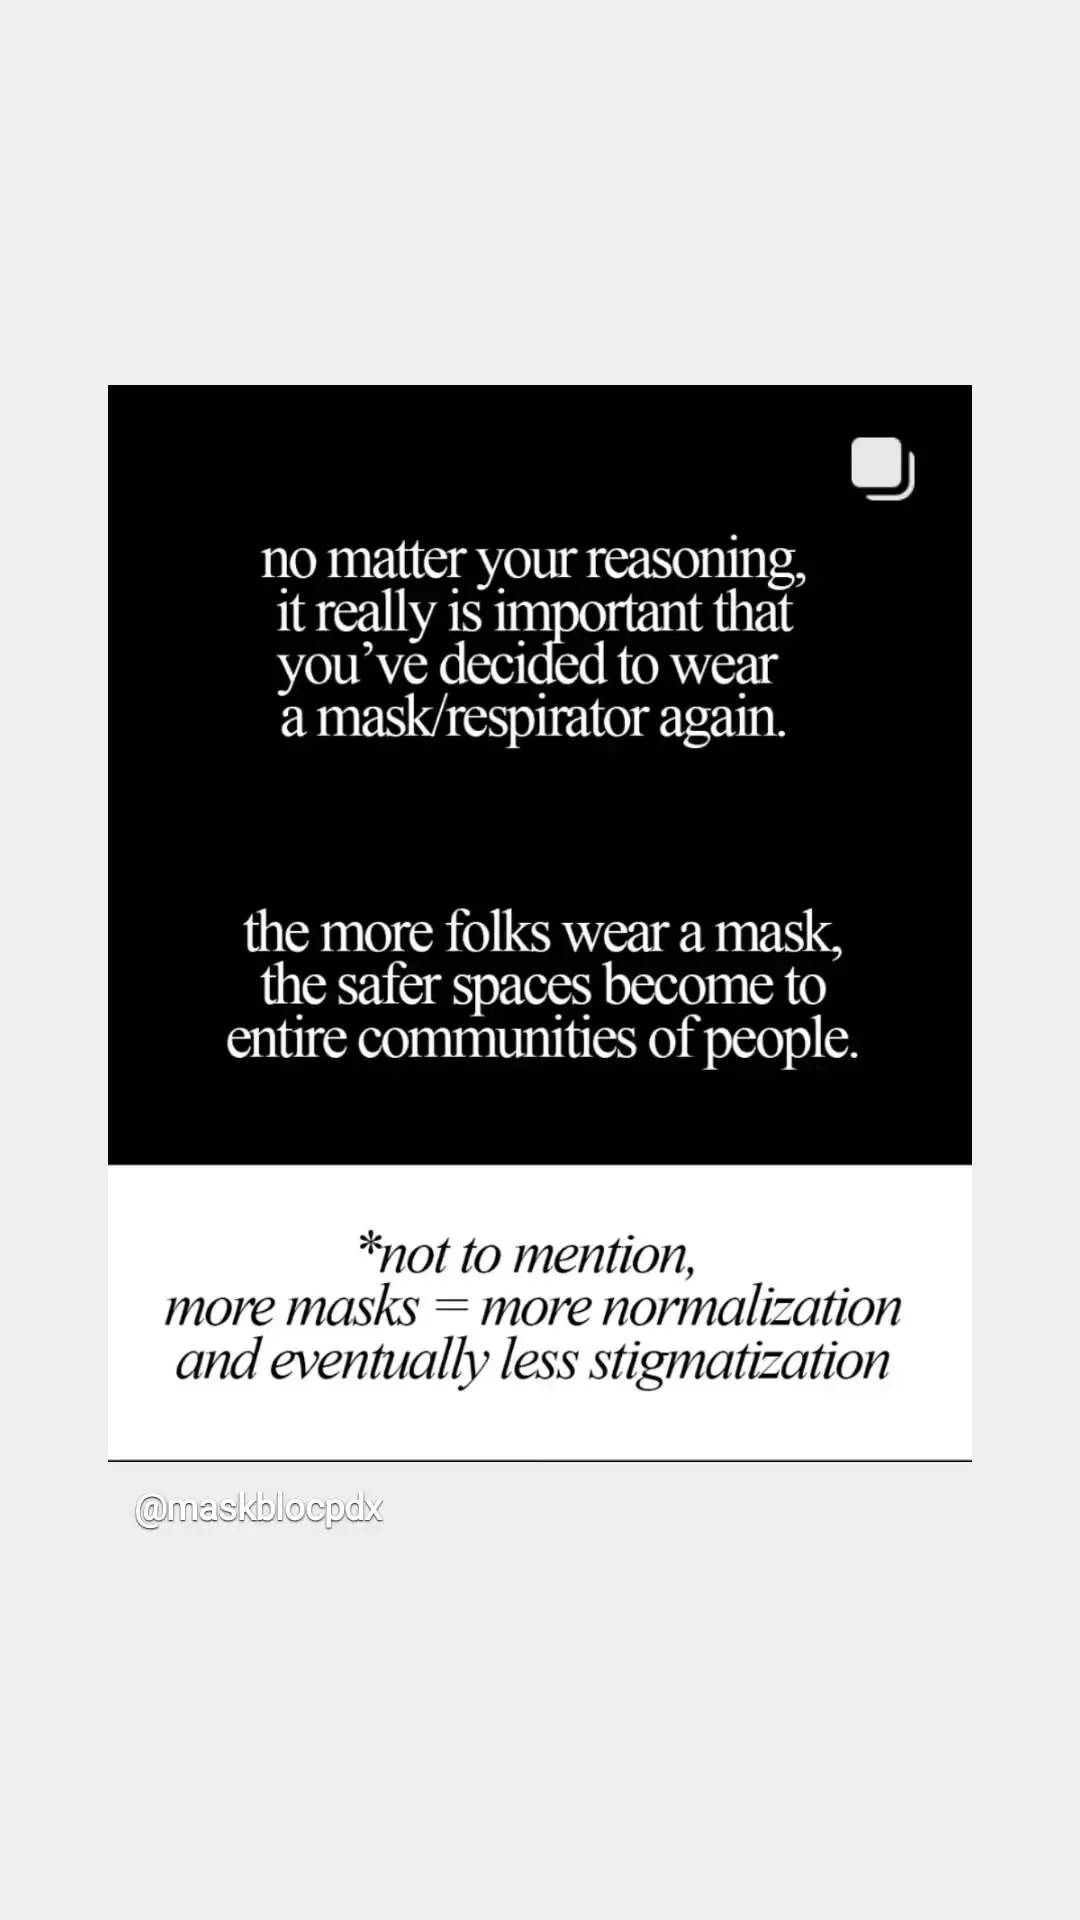 no matter your reasoning,
it really is important that
you've decided to wear
a mask/respirator again.
the more folks wear a mask,
the safer spaces become to
entire communities of people.
*not to mention,
more masks = more normalization
and eventually less stigmatization
@maskblocpdx